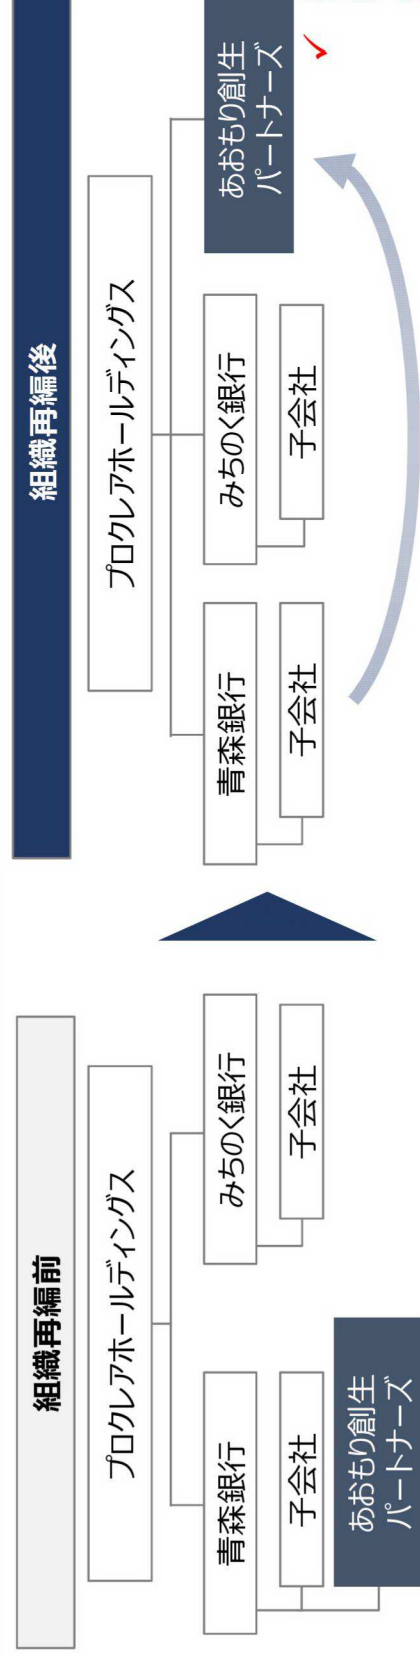 組織再編前
プロクレアホールディングス
青森銀行
みちのく銀行
子会社
子会社
あおもり創生
パートナーズ
組織再編後
プロクレアホールディングス
青森銀行
みちのく銀行
あおもり創生
パートナーズ
子会社
子会社